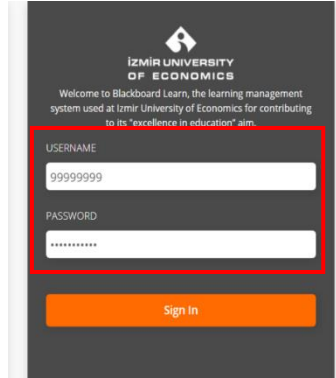 İZMİR UNIVERSITY
OF ECONOMICS
Welcome to Blackboard Learn, the learning management
system used at Izmir University of Economics for contributing
to its "excellence in education" aim.
USERNAME
99999999
PASSWORD
•••••••••••
Sign In